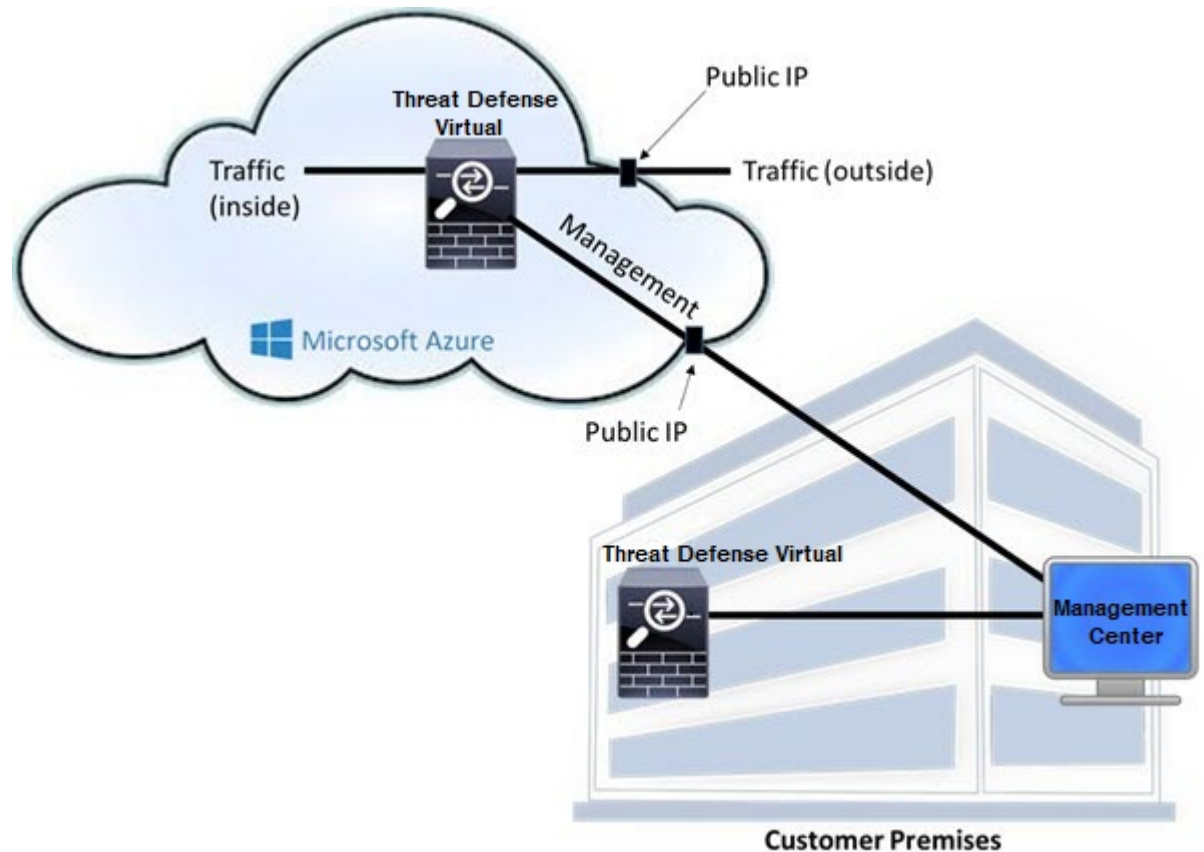 Public IP
Threat Defense
Virtual
Traffic
(inside)
Traffic (outside)
Management
Microsoft Azure
Public IP
Threat Defense Virtual
Management
Center
Customer Premises